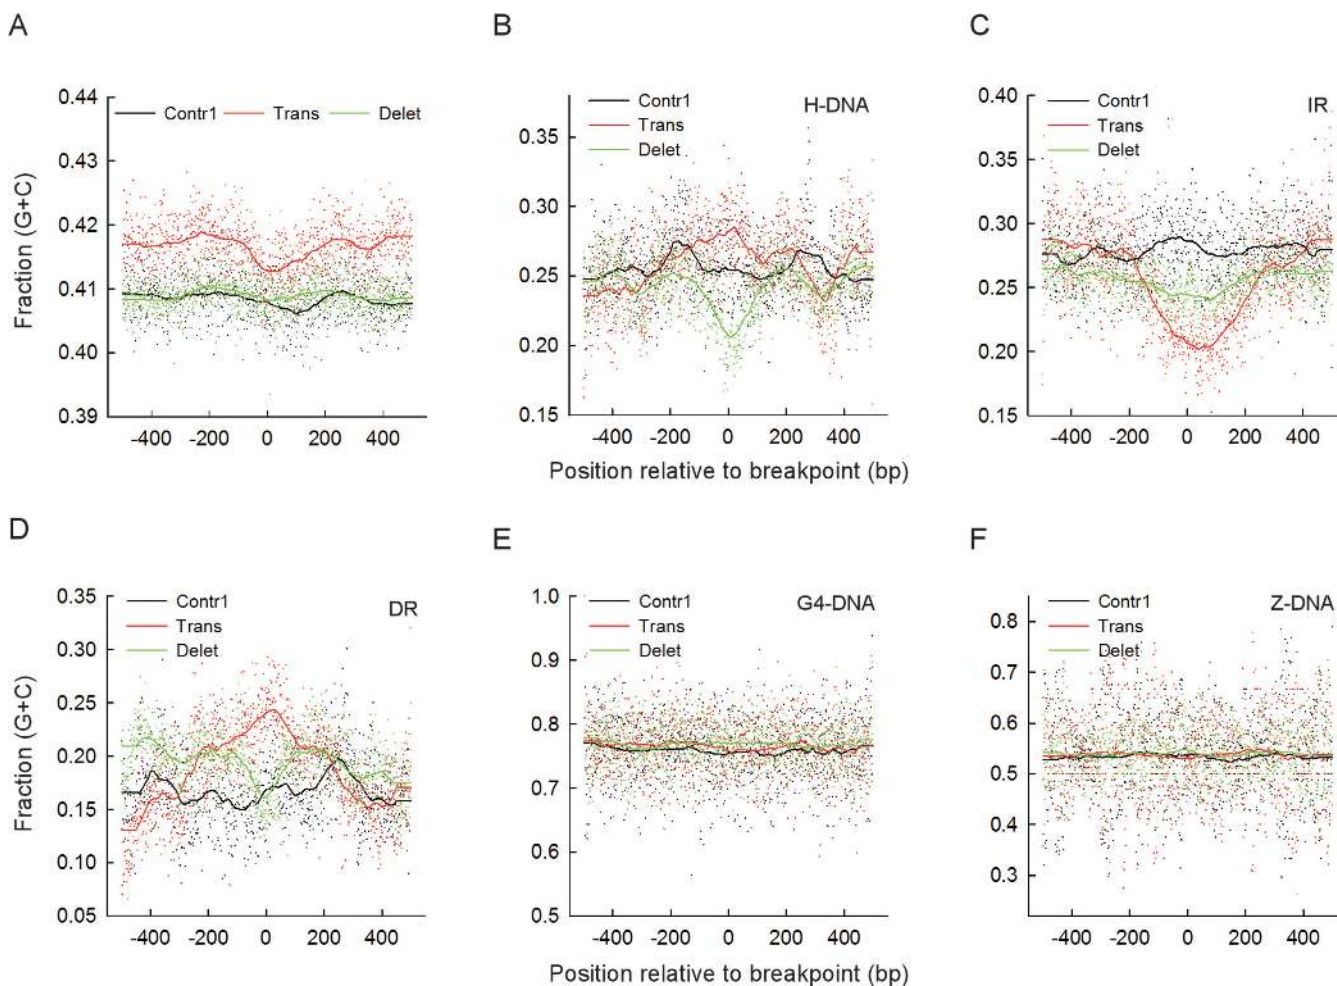 A
B
C
0.44
0.43
0.42
0.41
0.40
0.39
Fraction (G+C)
Contr1 Trans Delet
-400 -200 0 200 400
0.35
0.30
0.25
0.20
0.15
Contr1
Trans
Delet
H-DNA
-400 -200 0 200 400
Position relative to breakpoint (bp)
0.40
0.35
0.30
0.25
0.20
0.15
Contr1
Trans
Delet
IR
-400 -200 0 200 400
D
E
F
0.35
0.30
0.25
0.20
0.15
0.10
0.05
Fraction (G+C)
Contr1
Trans
Delet
DR
-400 -200 0 200 400
1.0
0.9
0.8
0.7
0.6
0.5
Contr1
Trans
Delet
G4-DNA
-400 -200 0 200 400
Position relative to breakpoint (bp)
0.8
0.7
0.6
0.5
0.4
0.3
Contr1
Trans
Delet
Z-DNA
-400 -200 0 200 400